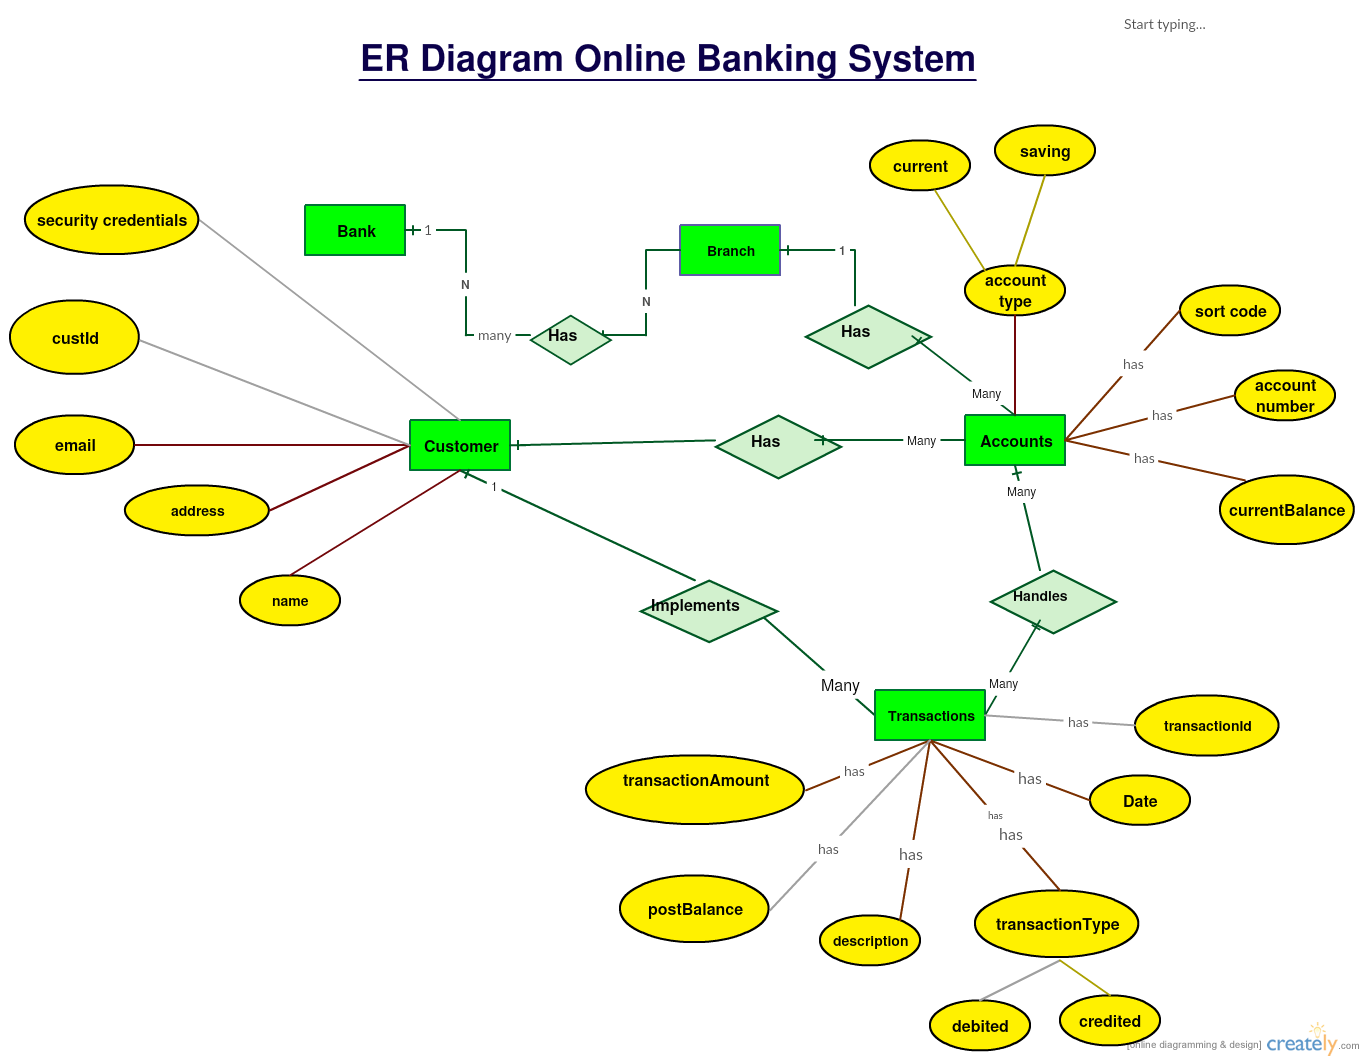 Start typing...
ER Diagram Online Banking System
current
saving
security credentials
Bank
1
Branch
1
N
N
many
Has
Has
account
type
sort code
has
custId
account
number
has
Many
email
Customer
Has
Many
Accounts
has
1
Many
currentBalance
address
name
Implements
Handles
Many
Many
Transactions
has
transactionId
transactionAmount
has
has
Date
has
has
has
has
postBalance
description
transactionType
debited
credited
[online diagramming & design]
creately.com